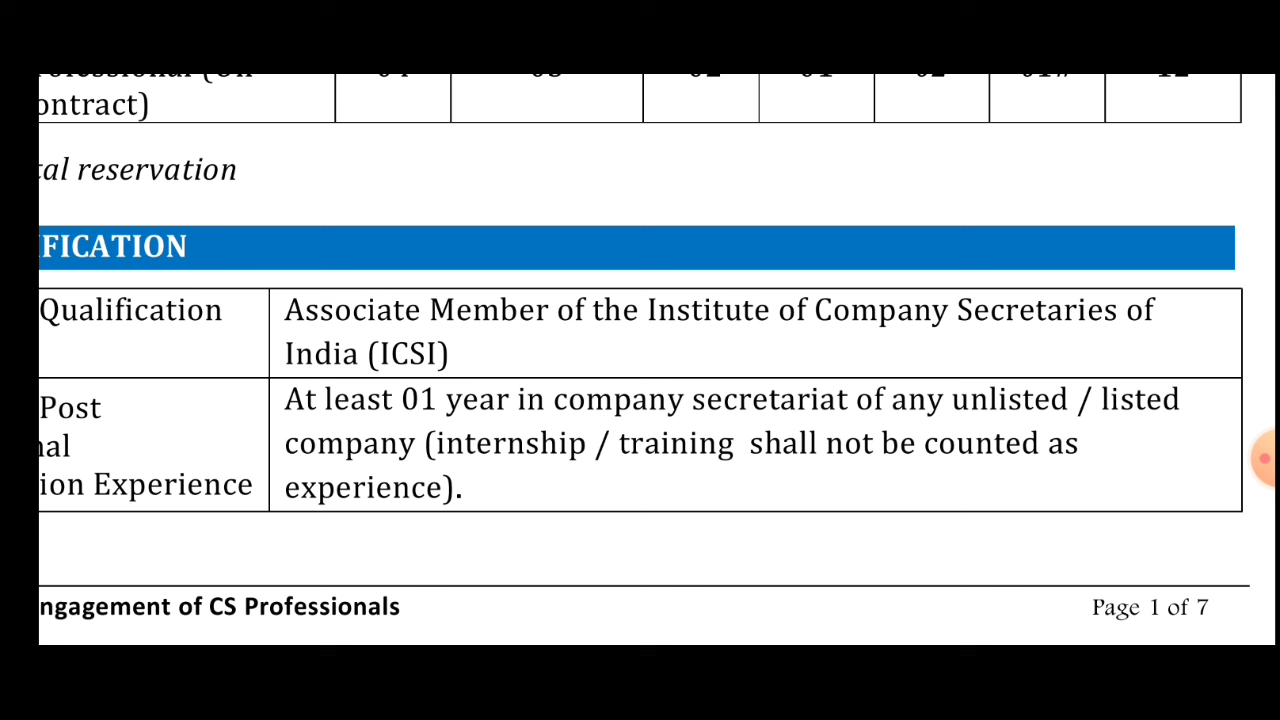 ontract)
tal reservation
IFICATION
Qualification
Associate Member of the Institute of Company Secretaries of
India (ICSI)
Post
nal
ion Experience
At least 01 year in company secretariat of any unlisted / listed
company (internship / training shall not be counted as
experience).
ngagement of CS Professionals
Page 1 of 7